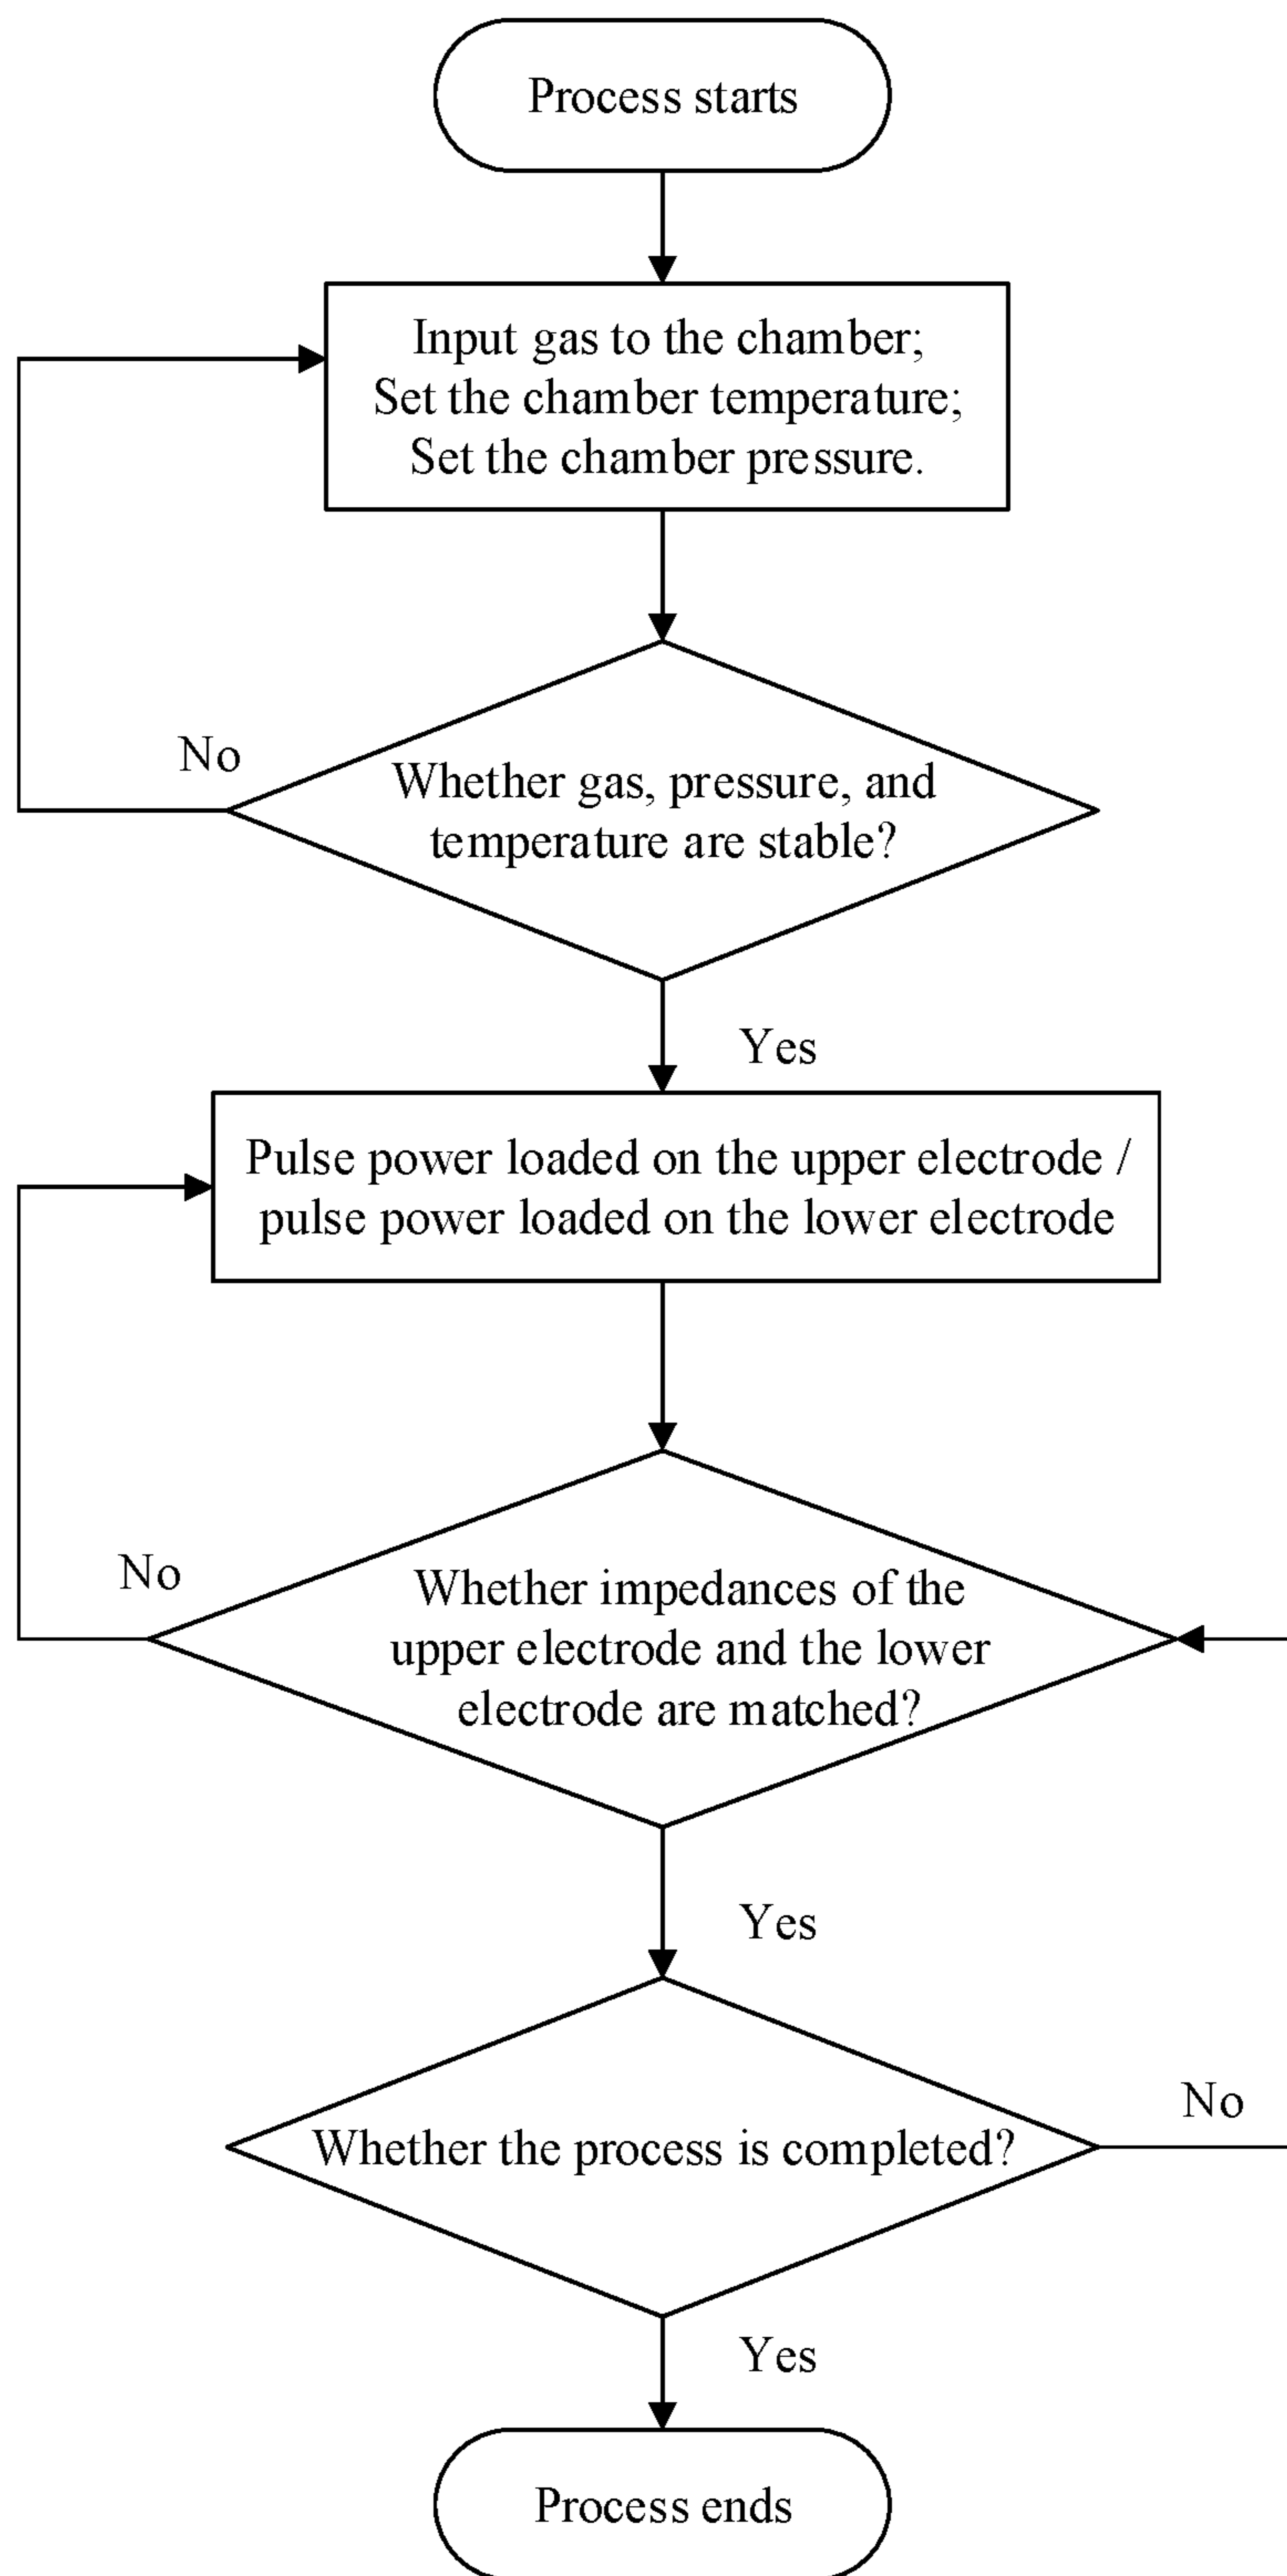 Process starts
Input gas to the chamber;
Set the chamber temperature;
Set the chamber pressure.
No
Whether gas, pressure, and
temperature are stable?
Yes
Pulse power loaded on the upper electrode /
pulse power loaded on the lower electrode
No
Whether impedances of the
upper electrode and the lower
electrode are matched?
Yes
No
Whether the process is completed?
Yes
Process ends